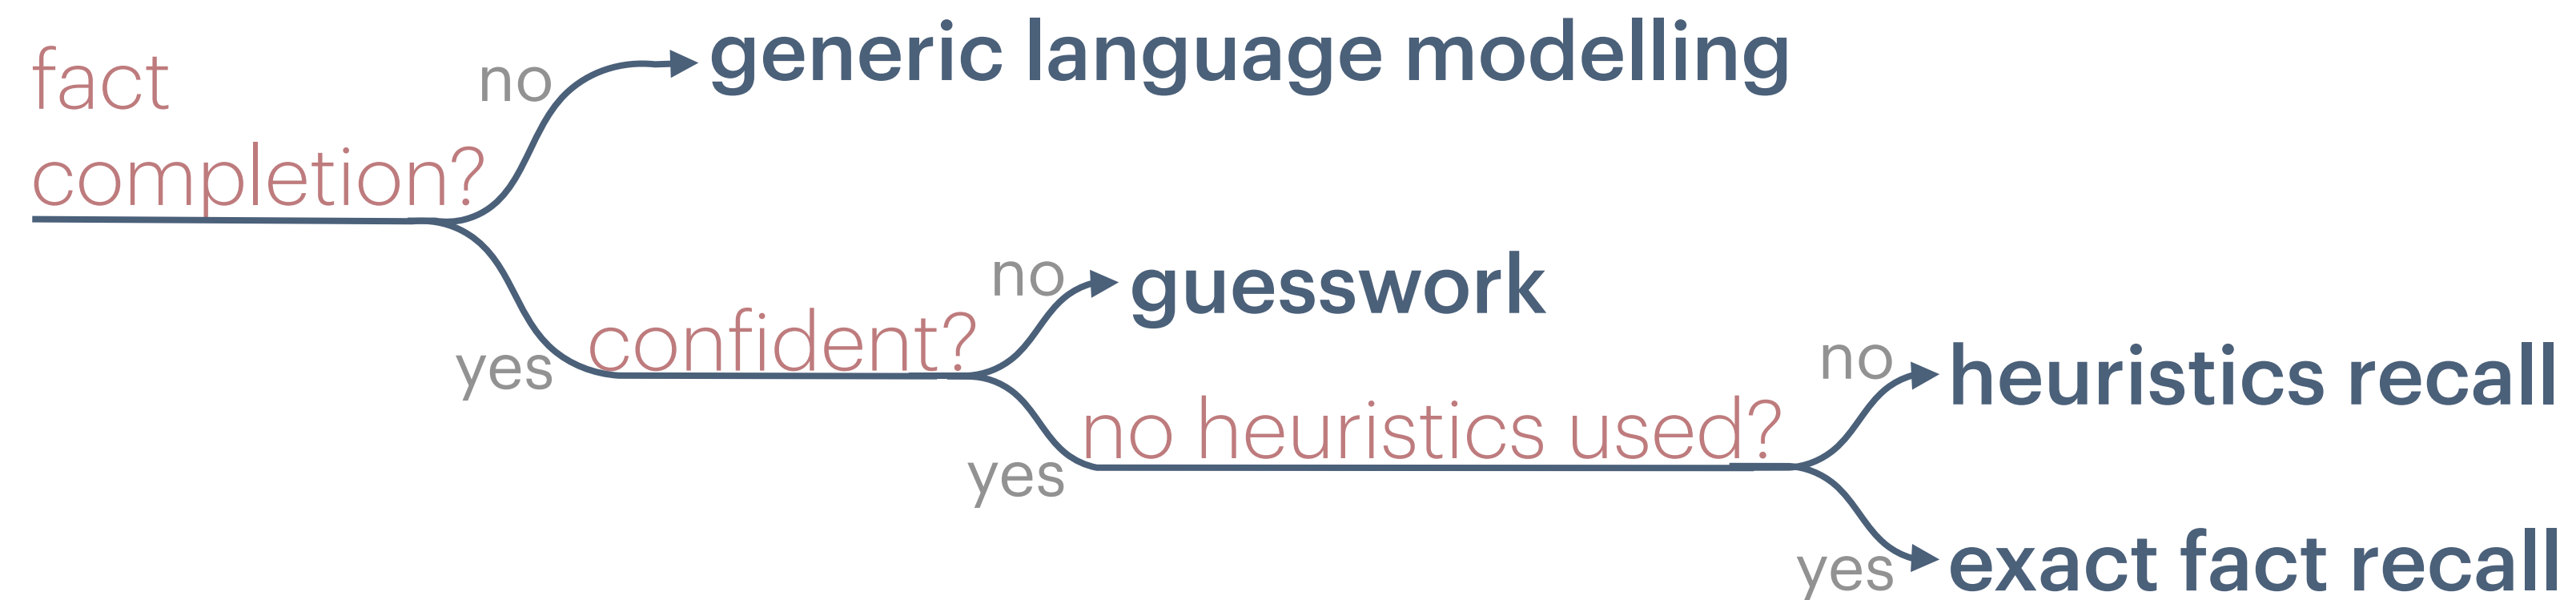 fact
completion?
no
generic language modelling
yes
confident?
no
guesswork
yes
no heuristics used?
no
heuristics recall
yes
exact fact recall